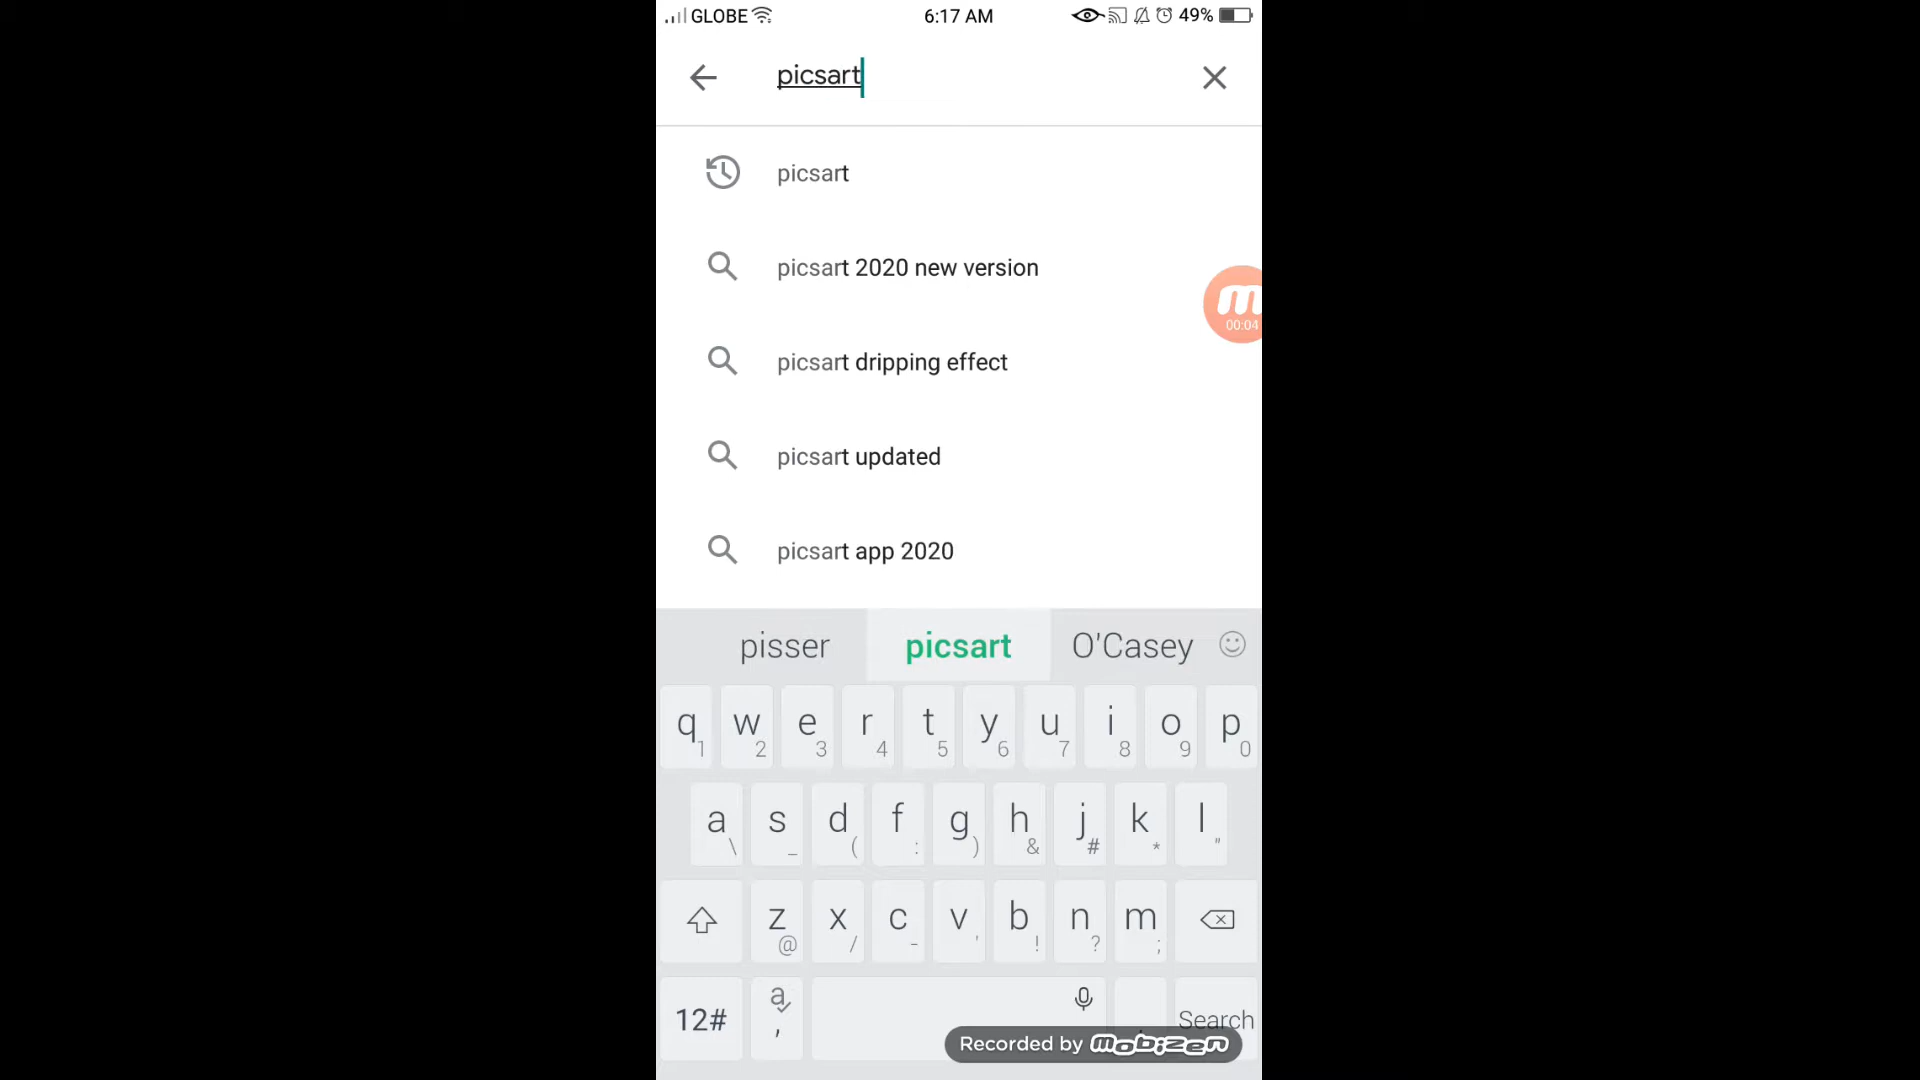 GLOBE 6:17 AM 49%
picsart
picsart
m
00:04
picsart 2020 new version
picsart dripping effect
picsart updated
picsart app 2020
pisser picsart O'Casey
q 1 w 2 e 3 r 4 t 5 y 6 u 7 i 8 o 9 p 0
a \ s _ d ( f : g ) h & j # k * l "
z @ x / c - v ' b ! n ? m ;
12# a , . Search
Recorded by mobizen